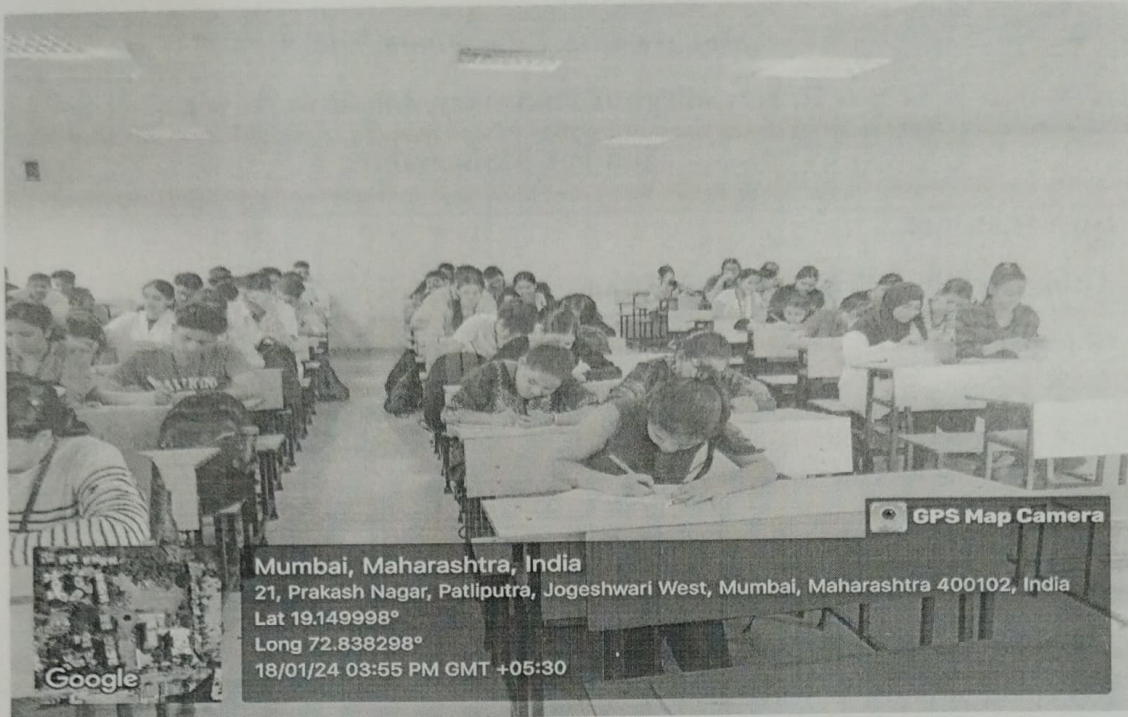 GPS Map Camera
Mumbai, Maharashtra, India
21, Prakash Nagar, Patliputra, Jogeshwari West, Mumbai, Maharashtra 400102, India
Lat 19.149998°
Long 72.838298°
18/01/24 03:55 PM GMT +05:30
Google